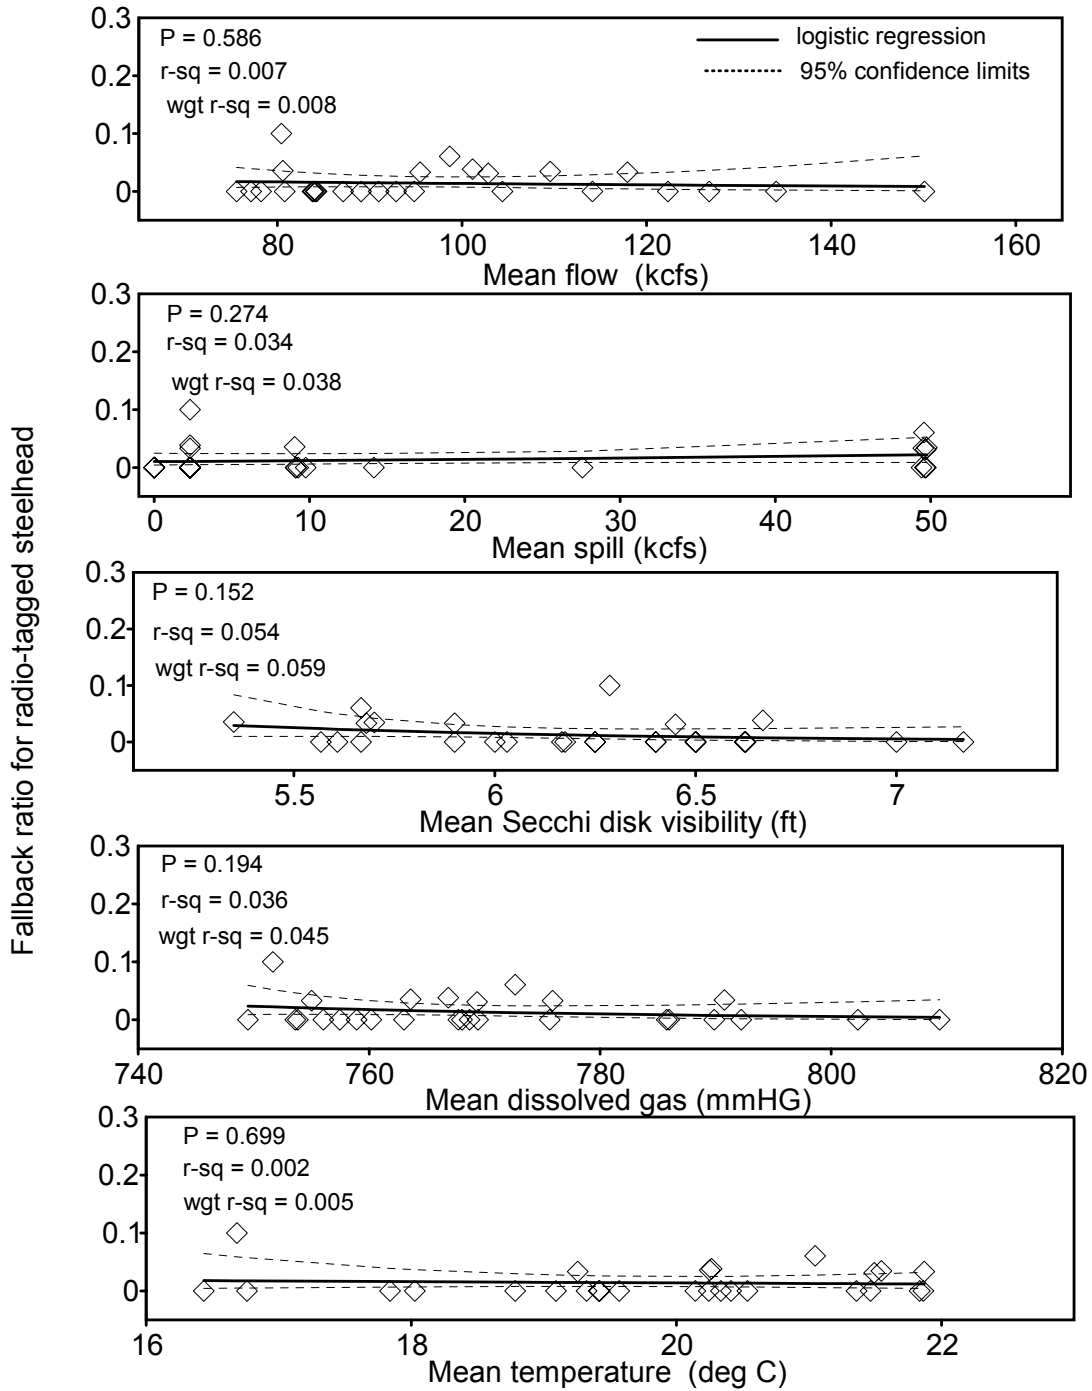 Fallback ratio for radio-tagged steelhead
0.3
0.2
0.1
0
P = 0.586
r-sq = 0.007
wgt r-sq = 0.008
logistic regression
95% confidence limits
80 100 120 140 160
Mean flow (kcfs)
0.3
0.2
0.1
0
P = 0.274
r-sq = 0.034
wgt r-sq = 0.038
0 10 20 30 40 50
Mean spill (kcfs)
0.3
0.2
0.1
0
P = 0.152
r-sq = 0.054
wgt r-sq = 0.059
5.5 6 6.5 7
Mean Secchi disk visibility (ft)
0.3
0.2
0.1
0
P = 0.194
r-sq = 0.036
wgt r-sq = 0.045
740 760 780 800 820
Mean dissolved gas (mmHG)
0.3
0.2
0.1
0
P = 0.699
r-sq = 0.002
wgt r-sq = 0.005
16 18 20 22
Mean temperature (deg C)